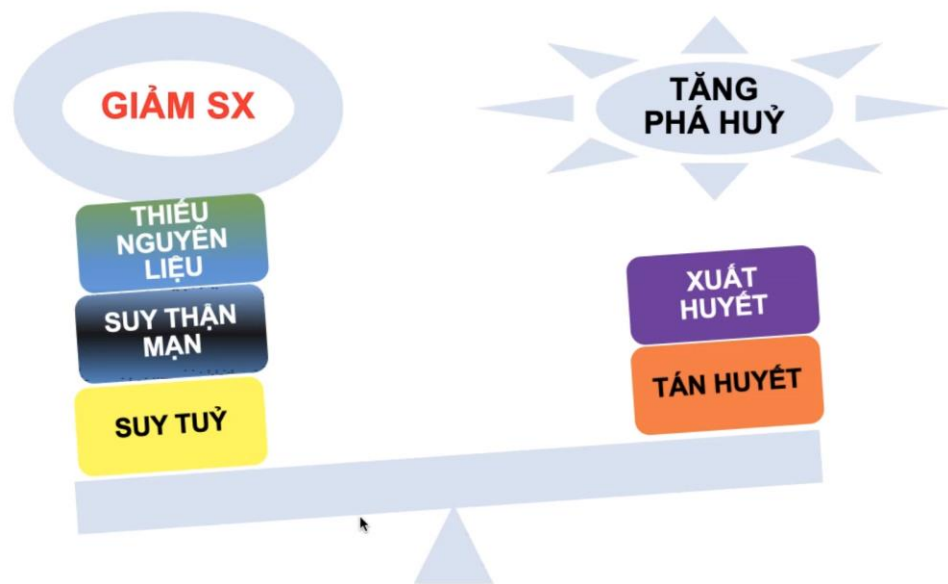 GIẢM SX
TĂNG
PHÁ HUỶ
THIẾU
NGUYÊN
LIỆU
SUY THẬN
MẠN
SUY TUỶ
XUẤT
HUYẾT
TÁN HUYẾT